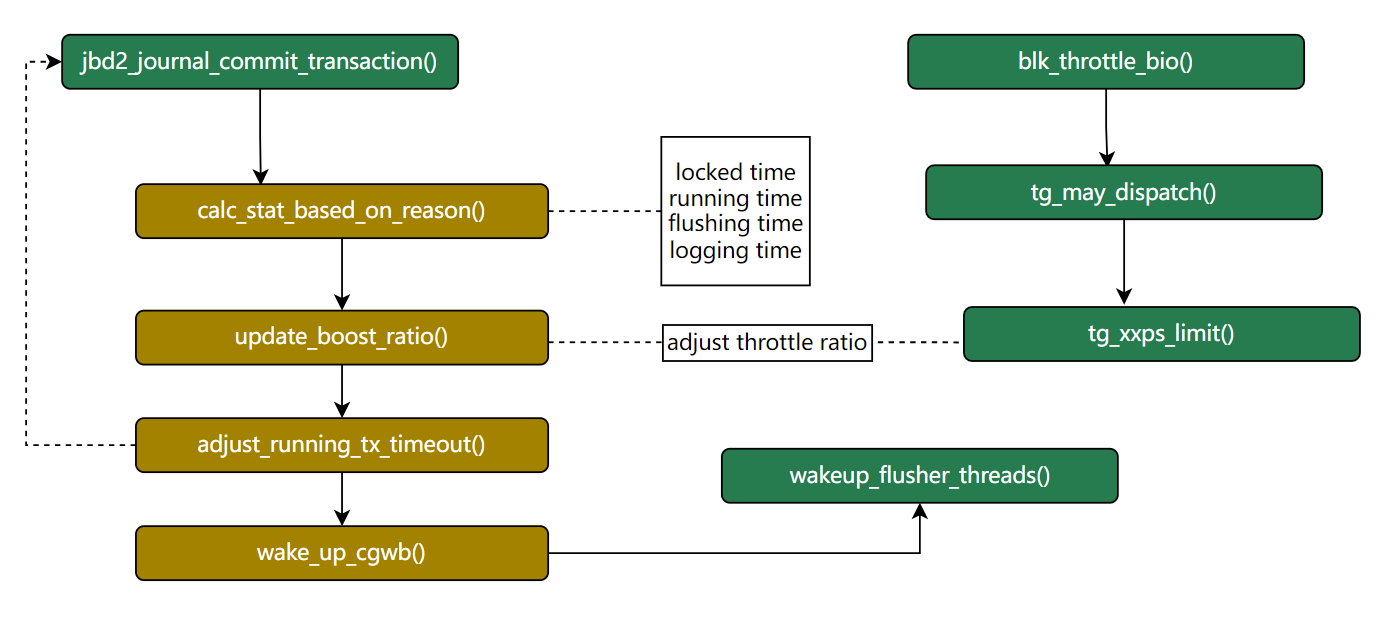 jbd2_journal_commit_transaction()
blk_throttle_bio()
locked time
running time
flushing time
logging time
calc_stat_based_on_reason()
tg_may_dispatch()
update_boost_ratio()
adjust throttle ratio
tg_xxps_limit()
adjust_running_tx_timeout()
wakeup_flusher_threads()
wake_up_cgwb()